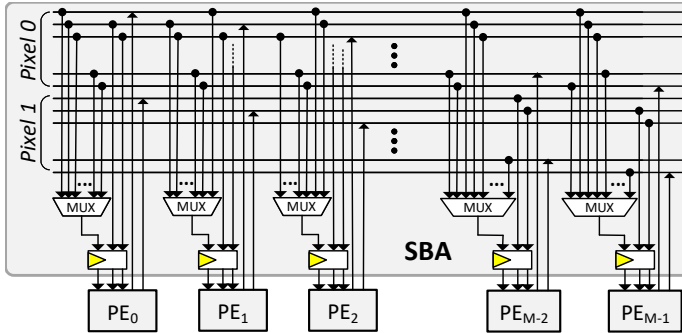 Pixel 0
Pixel 1
... ... ... ... ...
MUX MUX MUX MUX MUX
SBA
PE0 PE1 PE2 PEM-2 PEM-1